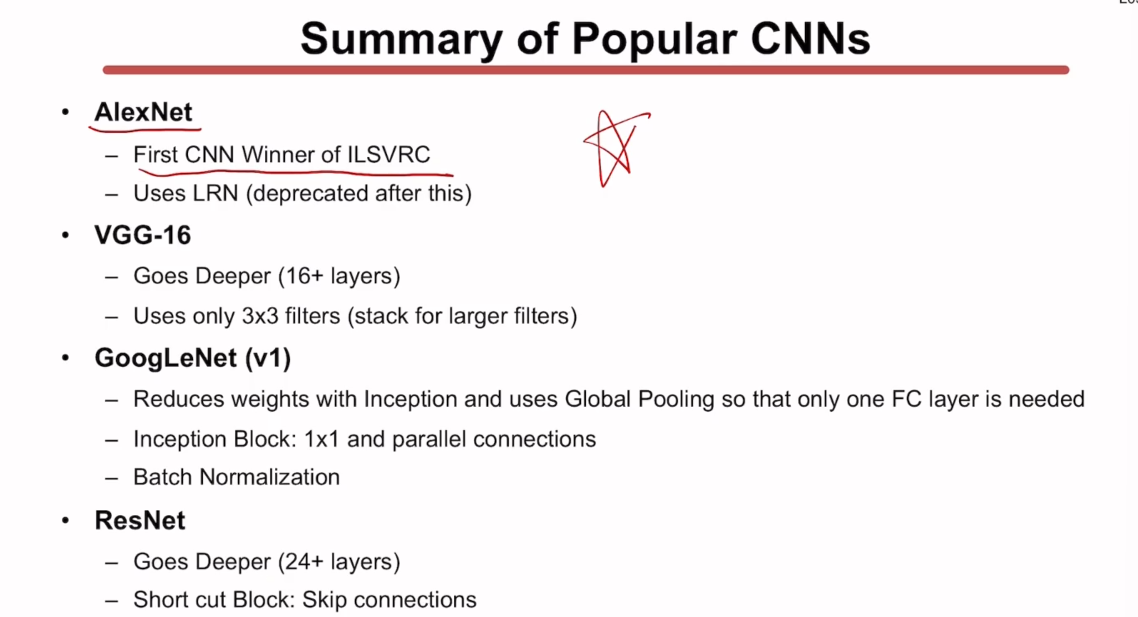 Summary of Popular CNNs
• AlexNet
– First CNN Winner of ILSVRC
– Uses LRN (deprecated after this)
• VGG-16
– Goes Deeper (16+ layers)
– Uses only 3x3 filters (stack for larger filters)
• GoogLeNet (v1)
– Reduces weights with Inception and uses Global Pooling so that only one FC layer is needed
– Inception Block: 1x1 and parallel connections
– Batch Normalization
• ResNet
– Goes Deeper (24+ layers)
– Short cut Block: Skip connections